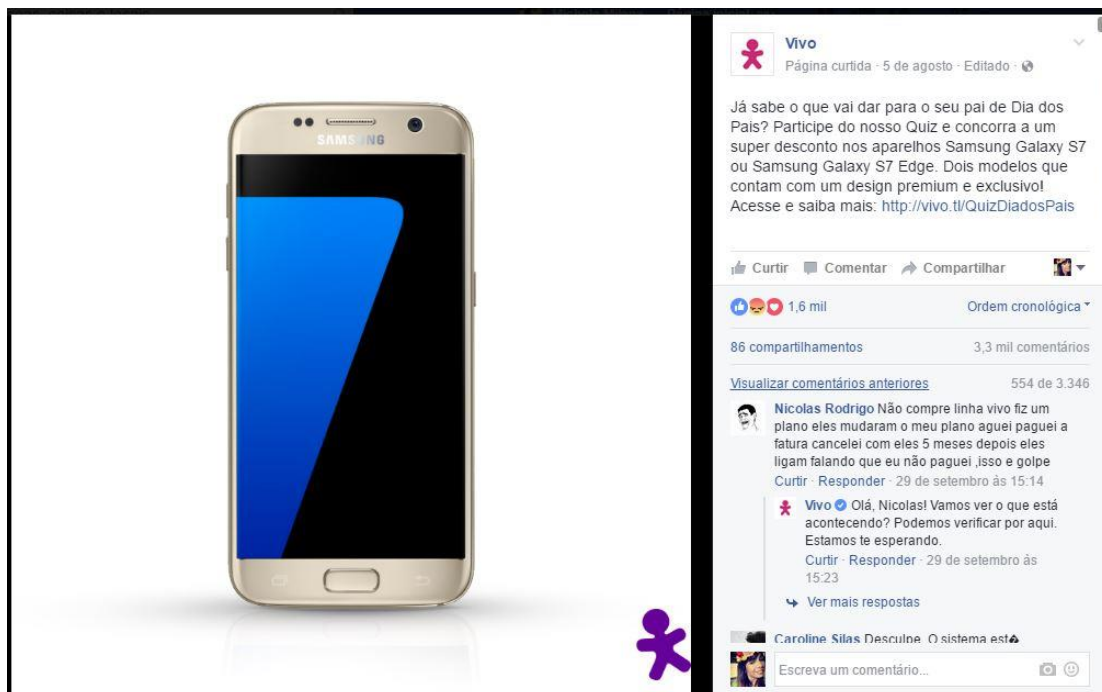 SAMSUNG
Vivo
Página curtida · 5 de agosto · Editado ·
Já sabe o que vai dar para o seu pai de Dia dos
Pais? Participe do nosso Quiz e concorra a um
super desconto nos aparelhos Samsung Galaxy S7
ou Samsung Galaxy S7 Edge. Dois modelos que
contam com um design premium e exclusivo!
Acesse e saiba mais: http://vivo.tl/QuizDiadosPais
Curtir Comentar Compartilhar
1,6 mil Ordem cronológica
86 compartilhamentos 3,3 mil comentários
Visualizar comentários anteriores 554 de 3.346
Nicolas Rodrigo Não compre linha vivo fiz um
plano eles mudaram o meu plano aguei paguei a
fatura cancelei com eles 5 meses depois eles
ligam falando que eu não paguei ,isso e golpe
Curtir · Responder · 29 de setembro às 15:14
Vivo Olá, Nicolas! Vamos ver o que está
acontecendo? Podemos verificar por aqui.
Estamos te esperando.
Curtir · Responder · 29 de setembro às
15:23
Ver mais respostas
Caroline Silas Desculpe. O sistema est�
Escreva um comentário...